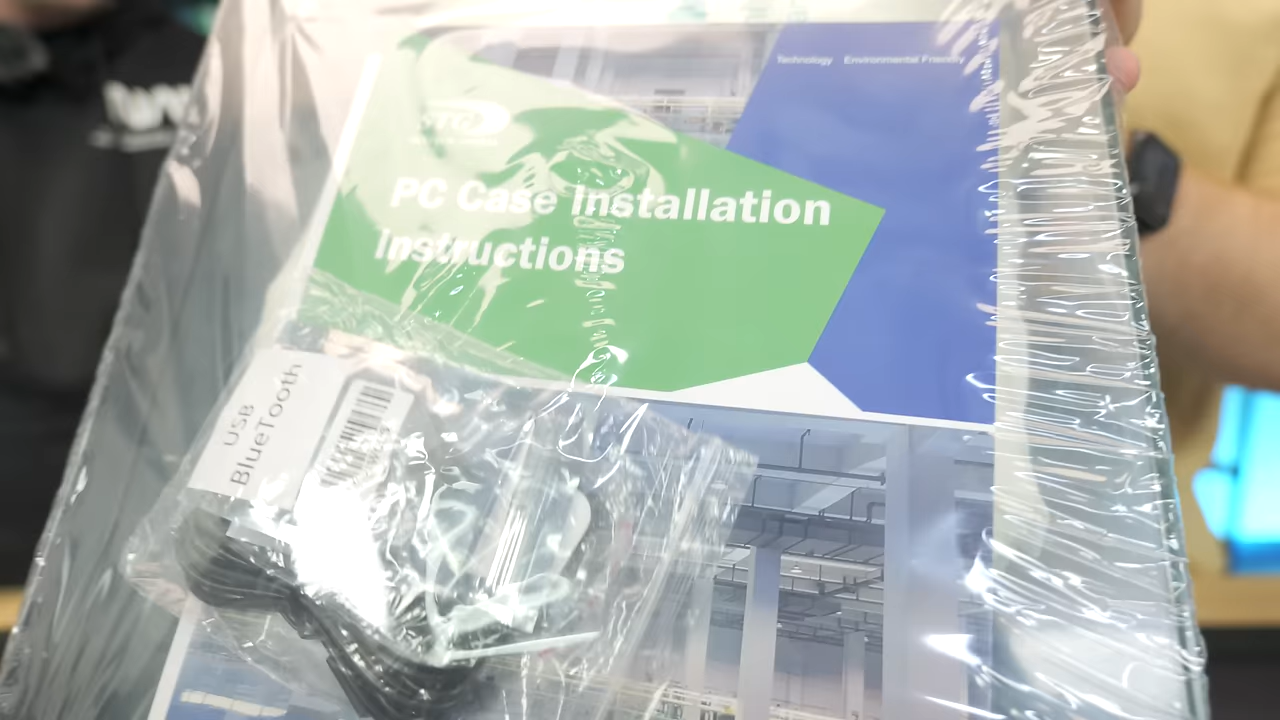 Technology Environmental Friendly
PC Case Installation
Instructions
USB
BlueTooth